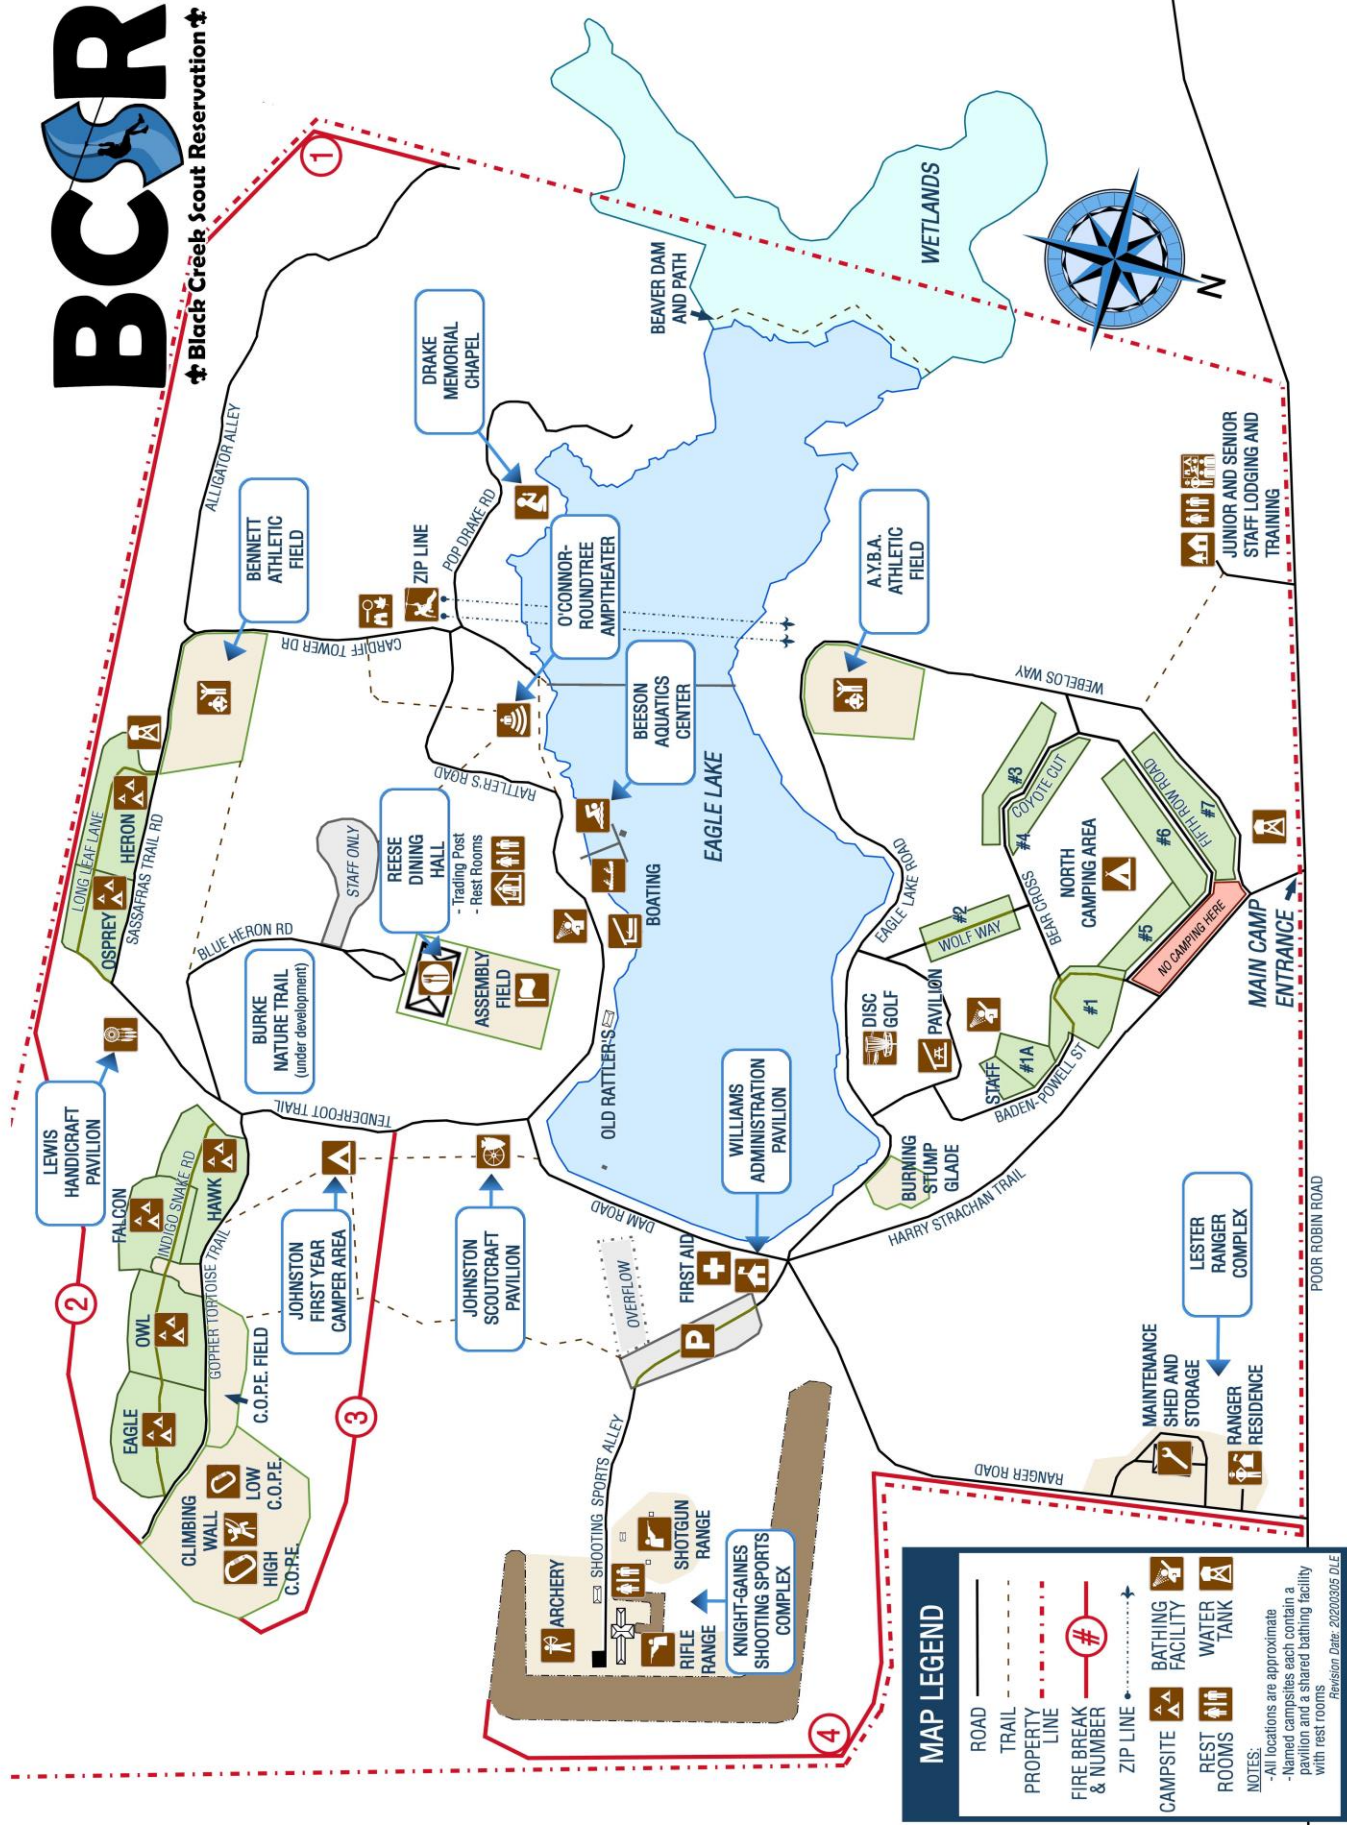 BCSR
Black Creek Scout Reservation
1
ALLIGATOR ALLEY
BENNETT
ATHLETIC
FIELD
DRAKE
MEMORIAL
CHAPEL
BEAVER DAM
AND PATH
WETLANDS
N
ZIP LINE
POP DRAKE RD
CARDIFF TOWER DR
O'CONNOR-
ROUNDTREE
AMPITHEATER
BEESON
AQUATICS
CENTER
EAGLE LAKE
A.Y.B.A.
ATHLETIC
FIELD
JUNIOR AND SENIOR
STAFF LODGING AND
TRAINING
WEBELOS WAY
LONG LEAF LANE
HERON
OSPREY
SASSAFRAS TRAIL RD
RATTLER'S ROAD
STAFF ONLY
REESE
DINING
HALL
- Trading Post
- Rest Rooms
BLUE HERON RD
BURKE
NATURE TRAIL
(under development)
ASSEMBLY
FIELD
BOATING
OLD RATTLER'S
EAGLE LAKE ROAD
#3
COYOTE CUT
#4
BEAR CROSS
NORTH
CAMPING AREA
#6
FIFTH ROW ROAD
#7
#2
WOLF WAY
#5
NO CAMPING HERE
MAIN CAMP
ENTRANCE
DISC
GOLF
PAVILION
STAFF
#1A
#1
BADEN-POWELL ST
LEWIS
HANDICRAFT
PAVILION
TENDERFOOT TRAIL
WILLIAMS
ADMINISTRATION
PAVILION
BURNING
STUMP
GLADE
HARRY STRACHAN TRAIL
POOR ROBIN ROAD
2
FALCON
INDIGO SNAKE RD
HAWK
GOPHER TORTOISE TRAIL
OWL
EAGLE
C.O.P.E. FIELD
JOHNSTON
FIRST YEAR
CAMPER AREA
JOHNSTON
SCOUTCRAFT
PAVILION
DAM ROAD
OVERFLOW
FIRST AID
P
3
CLIMBING
WALL
LOW
C.O.P.E.
HIGH
C.O.P.E.
SHOOTING SPORTS ALLEY
ARCHERY
SHOTGUN
RANGE
RIFLE
RANGE
KNIGHT-GAINES
SHOOTING SPORTS
COMPLEX
4
RANGER ROAD
LESTER
RANGER
COMPLEX
MAINTENANCE
SHED AND
STORAGE
RANGER
RESIDENCE
MAP LEGEND
ROAD
TRAIL
PROPERTY
LINE
FIRE BREAK
& NUMBER
#
ZIP LINE
CAMPSITE
BATHING
FACILITY
REST
ROOMS
WATER
TANK
NOTES:
-All locations are approximate
-Named campsites each contain a
pavilion and a shared bathing facility
with rest rooms
Revision Date: 20200305 DLE